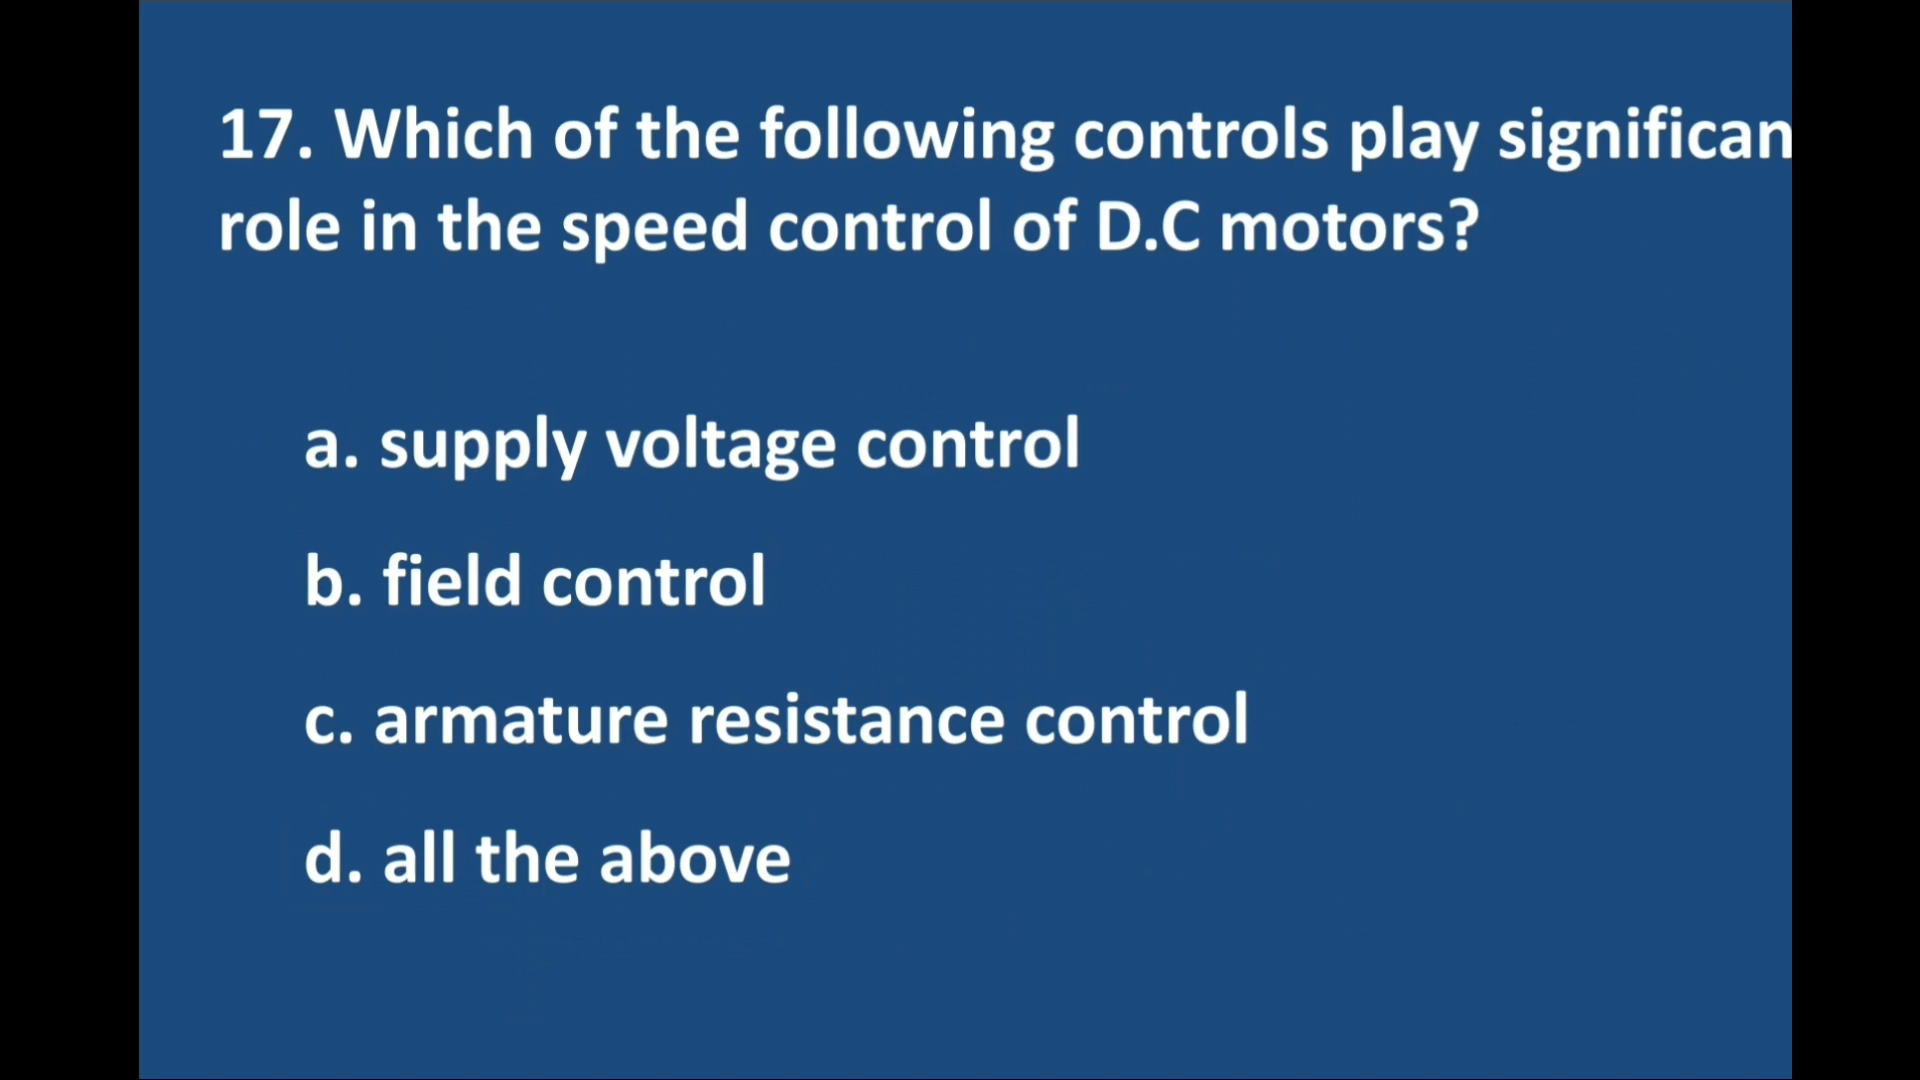 17. Which of the following controls play significan
role in the speed control of D.C motors?
a. supply voltage control
b. field control
c. armature resistance control
d. all the above